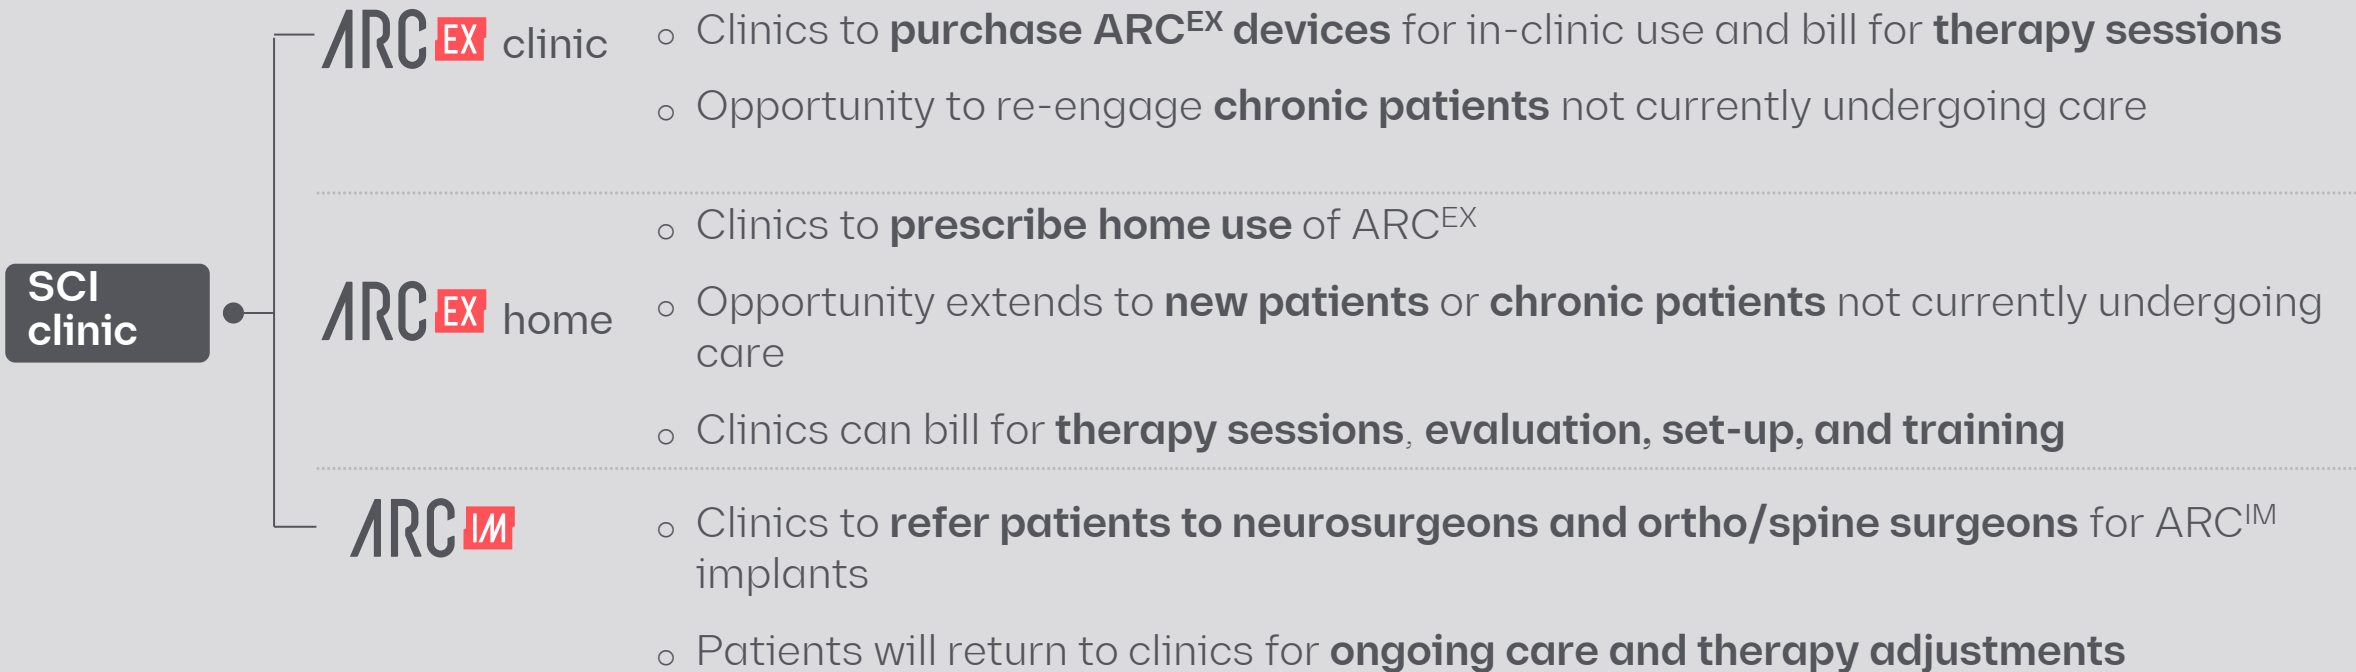 ARC EX clinic
Clinics to purchase ARCEX devices for in-clinic use and bill for therapy sessions
Opportunity to re-engage chronic patients not currently undergoing care
SCI
clinic
ARC EX home
Clinics to prescribe home use of ARCEX
Opportunity extends to new patients or chronic patients not currently undergoing
care
Clinics can bill for therapy sessions, evaluation, set-up, and training
ARC IM
Clinics to refer patients to neurosurgeons and ortho/spine surgeons for ARCIM
implants
Patients will return to clinics for ongoing care and therapy adjustments